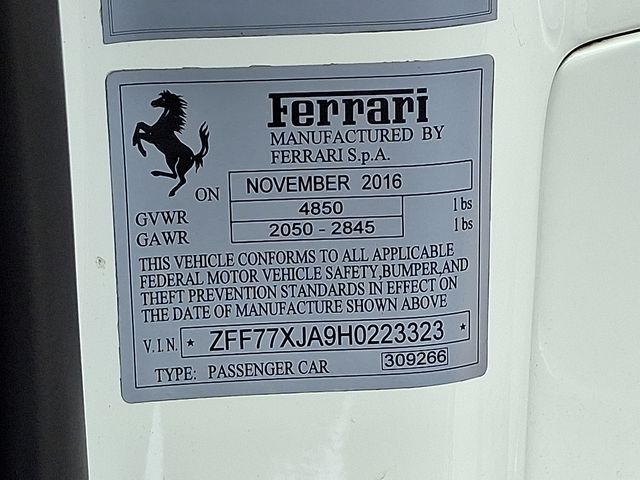 Ferrari
MANUFACTURED BY
FERRARI S.p.A.
ON NOVEMBER 2016
GVWR 4850 lbs
GAWR 2050 - 2845 lbs
THIS VEHICLE CONFORMS TO ALL APPLICABLE
FEDERAL MOTOR VEHICLE SAFETY,BUMPER,AND
THEFT PREVENTION STANDARDS IN EFFECT ON
THE DATE OF MANUFACTURE SHOWN ABOVE
V.I.N. * ZFF77XJA9H0223323 *
TYPE: PASSENGER CAR 309266